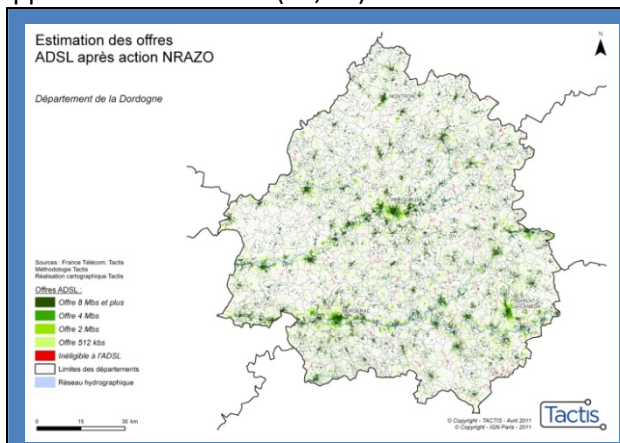 Estimation des offres
ADSL après action NRAZO
N
Département de la Dordogne
NONTRON
PERIGUEUX
BERGERAC
SARLAT-LA-CANEDA
Sources : France Télécom, Tactis
Méthodologie Tactis
Réalisation cartographique Tactis
Offres ADSL :
Offre 8 Mbs et plus
Offre 4 Mbs
Offre 2 Mbs
Offre 512 kbs
Inéligible à l'ADSL
Limites des départements
Réseau hydrographique
0 15 30 km
© Copyright - TACTIS - Avril 2011
© Copyright - IGN Paris - 2011
Tactis